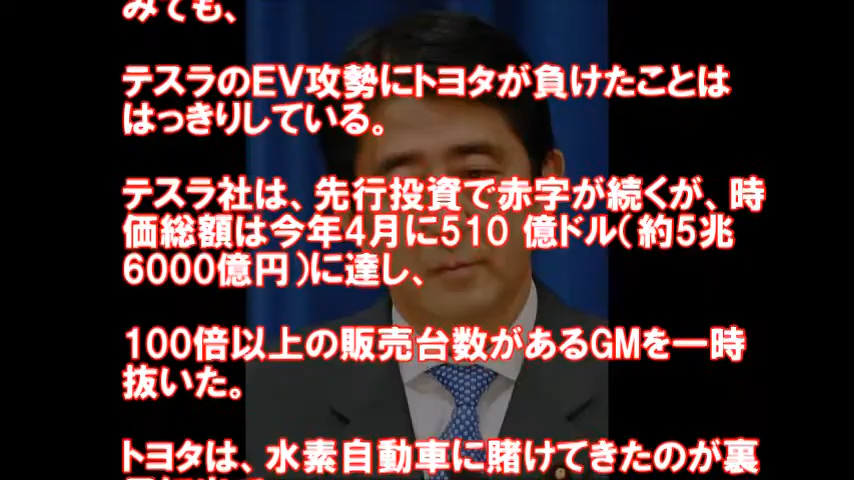 みても、
テスラのＥＶ攻勢にトヨタが負けたことは
はっきりしている。
テスラ社は、先行投資で赤字が続くが、時
価総額は今年4月に510 億ドル（約5兆
6000億円）に達し、
100倍以上の販売台数があるGMを一時
抜いた。
トヨタは、水素自動車に賭けてきたのが裏